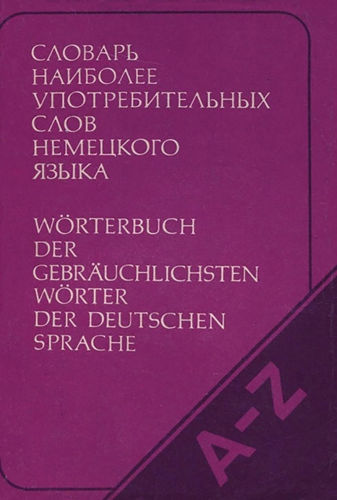 СЛОВАРЬ
НАИБОЛЕЕ
УПОТРЕБИТЕЛЬНЫХ
СЛОВ
НЕМЕЦКОГО
ЯЗЫКА
WÖRTERBUCH
DER
GEBRÄUCHLICHSTEN
WÖRTER
DER DEUTSCHEN
SPRACHE
A–Z